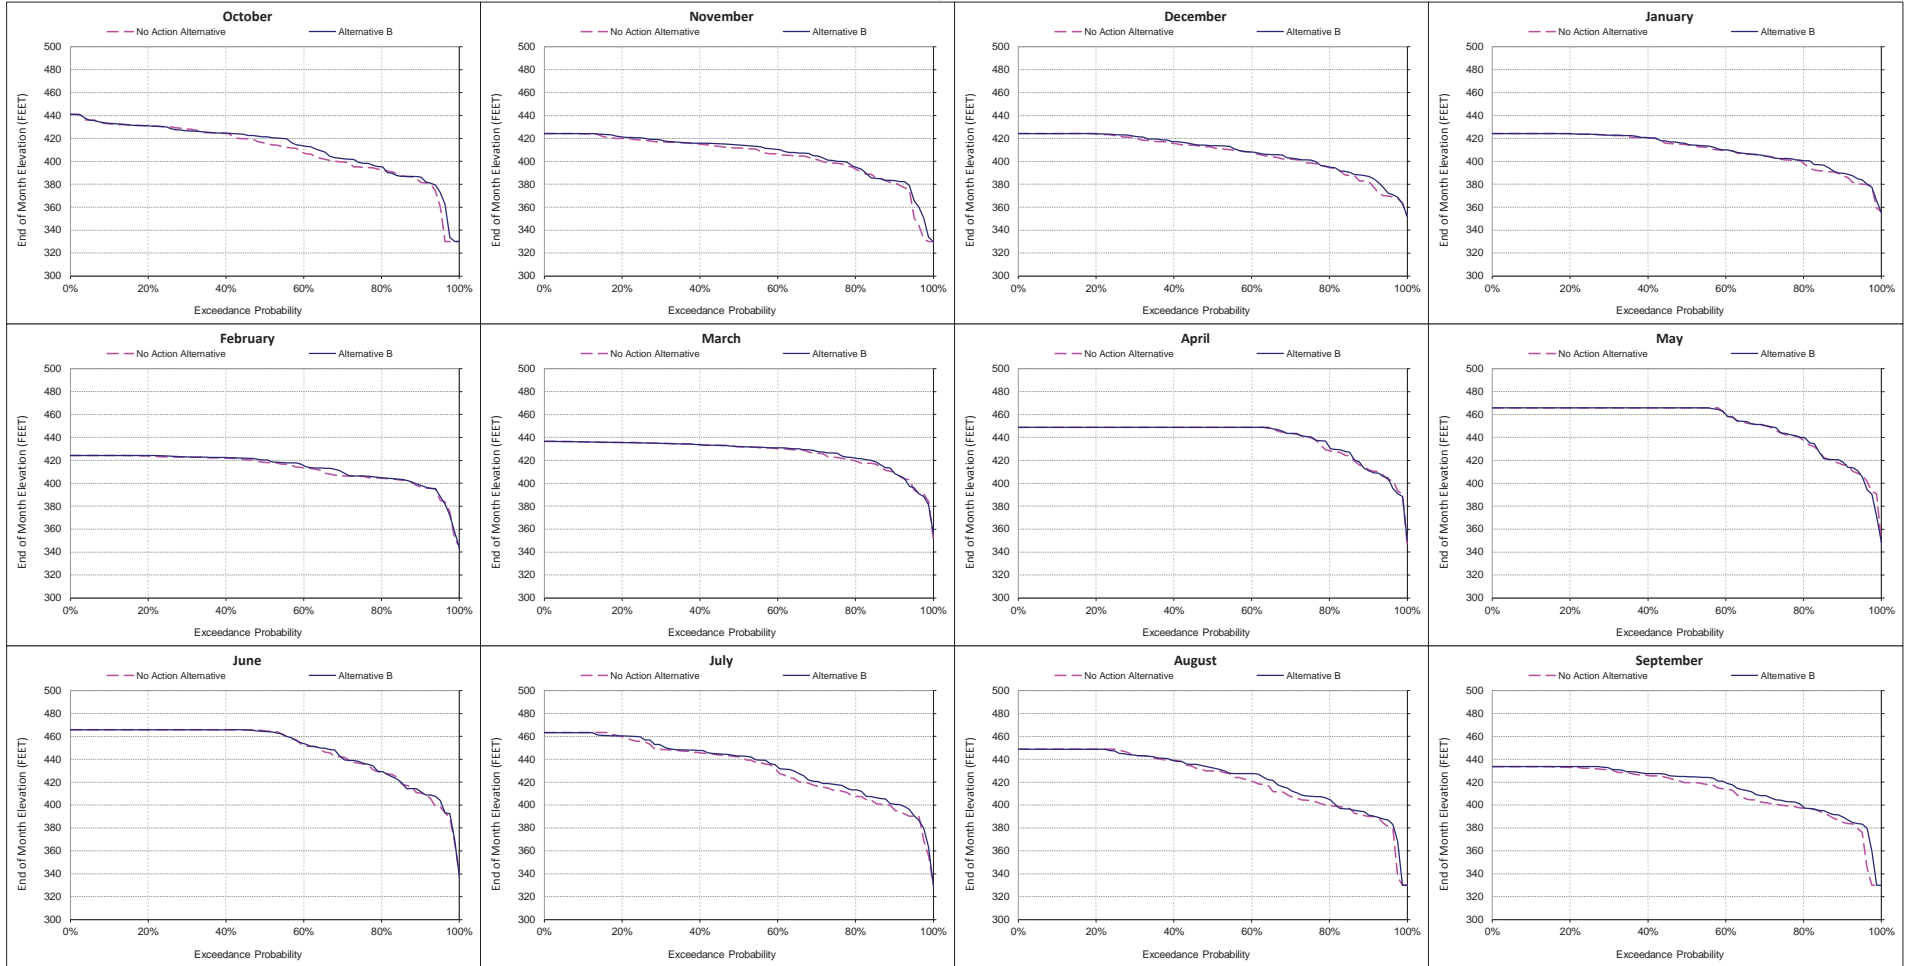 October
No Action Alternative Alternative B
End of Month Elevation (FEET)
500
480
460
440
420
400
380
360
340
320
300
0% 20% 40% 60% 80% 100%
Exceedance Probability
November
No Action Alternative Alternative B
End of Month Elevation (FEET)
500
480
460
440
420
400
380
360
340
320
300
0% 20% 40% 60% 80% 100%
Exceedance Probability
December
No Action Alternative Alternative B
End of Month Elevation (FEET)
500
480
460
440
420
400
380
360
340
320
300
0% 20% 40% 60% 80% 100%
Exceedance Probability
January
No Action Alternative Alternative B
End of Month Elevation (FEET)
500
480
460
440
420
400
380
360
340
320
300
0% 20% 40% 60% 80% 100%
Exceedance Probability
February
No Action Alternative Alternative B
End of Month Elevation (FEET)
500
480
460
440
420
400
380
360
340
320
300
0% 20% 40% 60% 80% 100%
Exceedance Probability
March
No Action Alternative Alternative B
End of Month Elevation (FEET)
500
480
460
440
420
400
380
360
340
320
300
0% 20% 40% 60% 80% 100%
Exceedance Probability
April
No Action Alternative Alternative B
End of Month Elevation (FEET)
500
480
460
440
420
400
380
360
340
320
300
0% 20% 40% 60% 80% 100%
Exceedance Probability
May
No Action Alternative Alternative B
End of Month Elevation (FEET)
500
480
460
440
420
400
380
360
340
320
300
0% 20% 40% 60% 80% 100%
Exceedance Probability
June
No Action Alternative Alternative B
End of Month Elevation (FEET)
500
480
460
440
420
400
380
360
340
320
300
0% 20% 40% 60% 80% 100%
Exceedance Probability
July
No Action Alternative Alternative B
End of Month Elevation (FEET)
500
480
460
440
420
400
380
360
340
320
300
0% 20% 40% 60% 80% 100%
Exceedance Probability
August
No Action Alternative Alternative B
End of Month Elevation (FEET)
500
480
460
440
420
400
380
360
340
320
300
0% 20% 40% 60% 80% 100%
Exceedance Probability
September
No Action Alternative Alternative B
End of Month Elevation (FEET)
500
480
460
440
420
400
380
360
340
320
300
0% 20% 40% 60% 80% 100%
Exceedance Probability